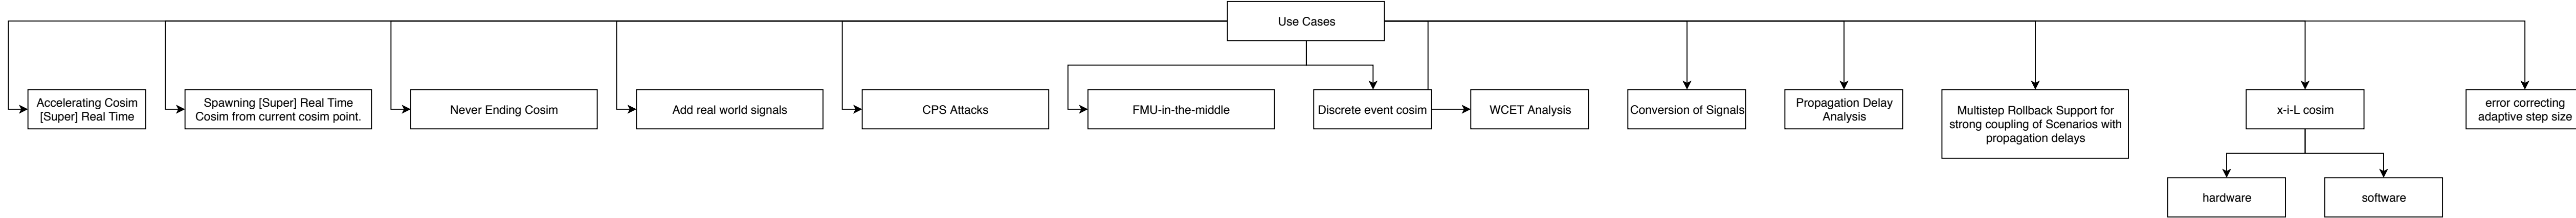 Use Cases
Accelerating Cosim
[Super] Real Time
Spawning [Super] Real Time
Cosim from current cosim point.
Never Ending Cosim
Add real world signals
CPS Attacks
FMU-in-the-middle
Discrete event cosim
WCET Analysis
Conversion of Signals
Propagation Delay
Analysis
Multistep Rollback Support for
strong coupling of Scenarios with
propagation delays
x-i-L cosim
error correcting
adaptive step size
hardware
software